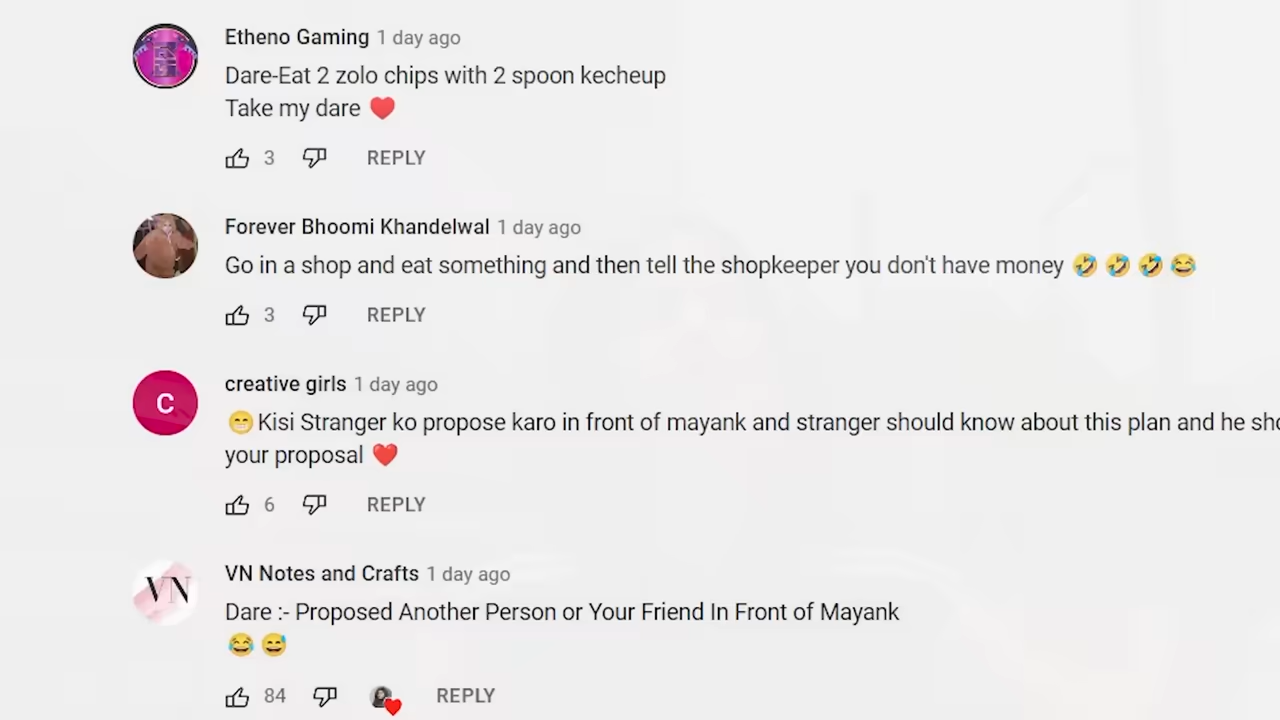 Etheno Gaming 1 day ago
Dare-Eat 2 zolo chips with 2 spoon kecheup
Take my dare ❤️
3 REPLY
Forever Bhoomi Khandelwal 1 day ago
Go in a shop and eat something and then tell the shopkeeper you don't have money 🤣🤣🤣😂
3 REPLY
creative girls 1 day ago
C
😁Kisi Stranger ko propose karo in front of mayank and stranger should know about this plan and he
your proposal ❤️
6 REPLY
VN Notes and Crafts 1 day ago
VN
Dare :- Proposed Another Person or Your Friend In Front of Mayank
😂😅
84 REPLY